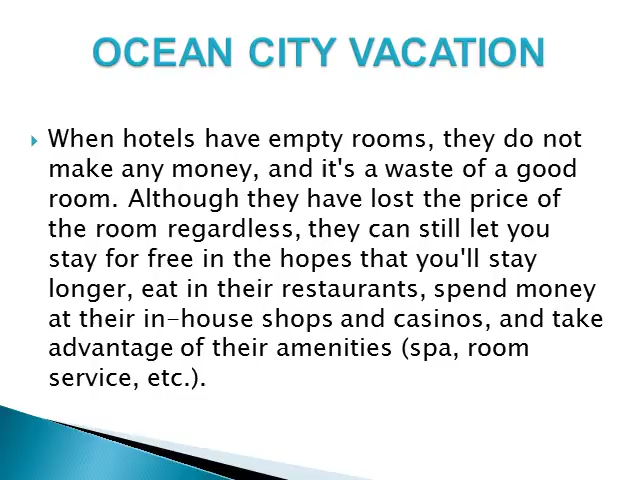 OCEAN CITY VACATION
When hotels have empty rooms, they do not
make any money, and it's a waste of a good
room. Although they have lost the price of
the room regardless, they can still let you
stay for free in the hopes that you'll stay
longer, eat in their restaurants, spend money
at their in-house shops and casinos, and take
advantage of their amenities (spa, room
service, etc.).